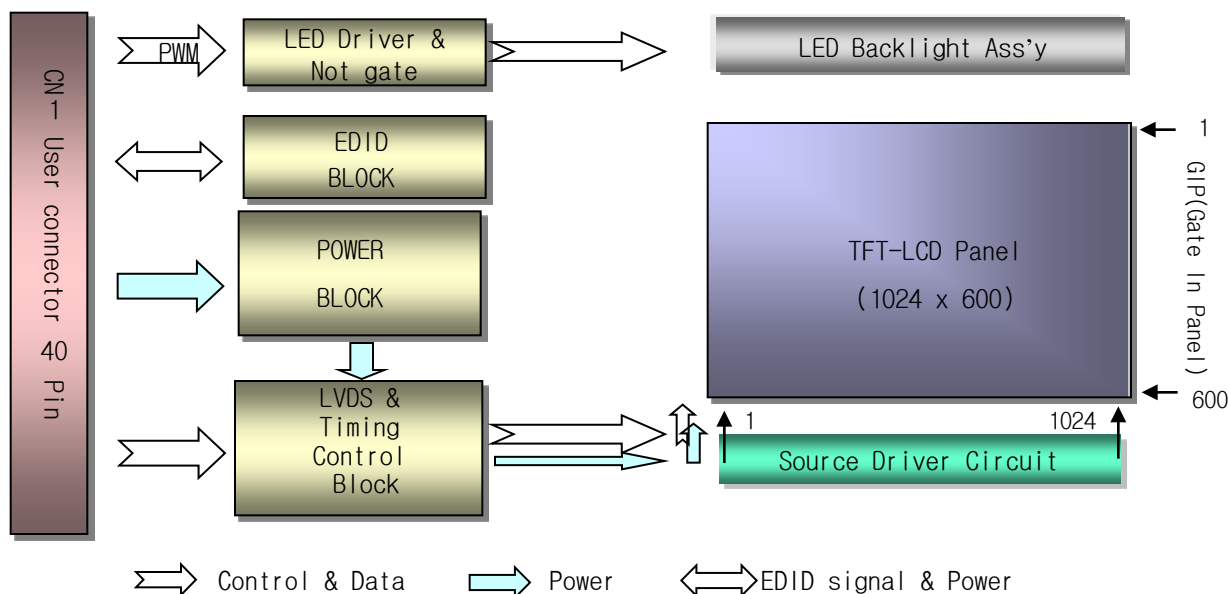 CN-1 User connector 40 Pin
PWM
LED Driver &
Not gate
LED Backlight Ass'y
EDID
BLOCK
POWER
BLOCK
LVDS &
Timing
Control
Block
TFT-LCD Panel
(1024 x 600)
1
GIP(Gate In Panel)
600
1
1024
Source Driver Circuit
Control & Data
Power
EDID signal & Power